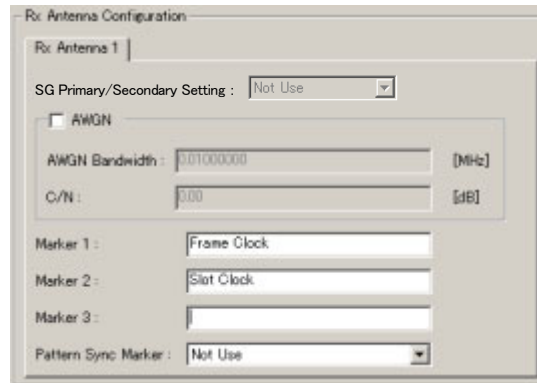 Rx Antenna Configuration
Rx Antenna 1
SG Primary/Secondary Setting : Not Use
AWGN
AWGN Bandwidth : 0.01000000 [MHz]
C/N : 0.00 [dB]
Marker 1 : Frame Clock
Marker 2 : Slot Clock
Marker 3 :
Pattern Sync Marker : Not Use